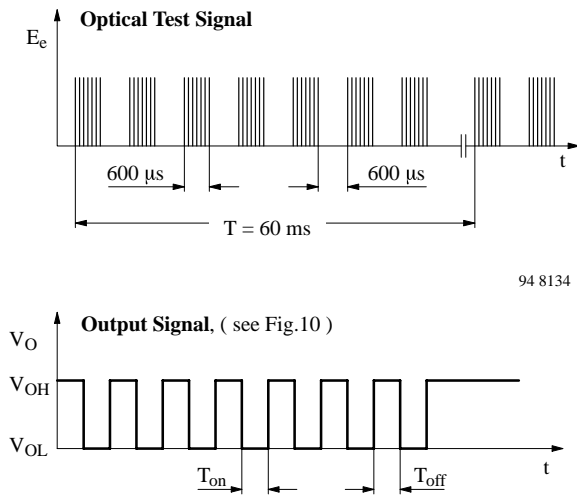 Optical Test Signal
Ee
t
600 µs 600 µs
T = 60 ms
94 8134
Output Signal, ( see Fig.10 )
VO
VOH
VOL
Ton Toff t